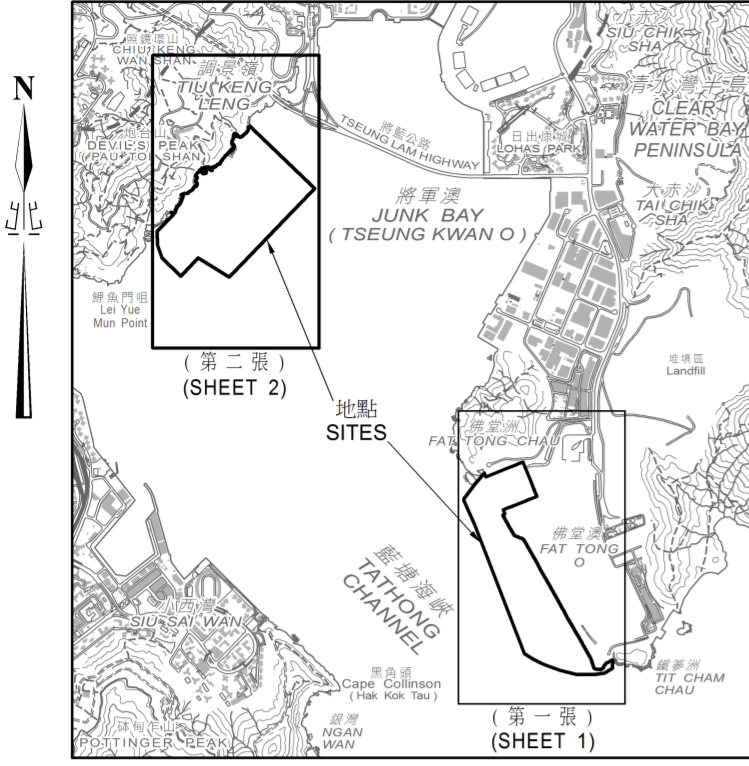 照鏡環山
CHIU KENG
WAN SHAN
小赤沙
SIU CHIK
SHA
調景嶺
TIU KENG
LENG
青水灣半島
CLEAR
WATER BAY
PENINSULA
N
炮台山
DEVIL'S PEAK
PAU TOI SHAN
將藍公路
TSEUNG LAM HIGHWAY
日出康城
LOHAS PARK
將軍澳
JUNK BAY
( TSEUNG KWAN O )
大赤沙
TAI CHIK
SHA
鯉魚門咀
Lei Yue
Mun Point
( 第二張 )
(SHEET 2)
堆填區
Landfill
地點
SITES
佛堂洲
FAT TONG CHAU
佛堂澳
FAT TONG
O
藍塘海峽
TATHONG
CHANNEL
小西灣
SIU SAI WAN
黑角頭
Cape Collinson
( Hak Kok Tau )
鐵篸洲
TIT CHAM
CHAU
銀灣
NGAN
WAN
砵甸乍山
POTTINGER PEAK
( 第一張 )
(SHEET 1)